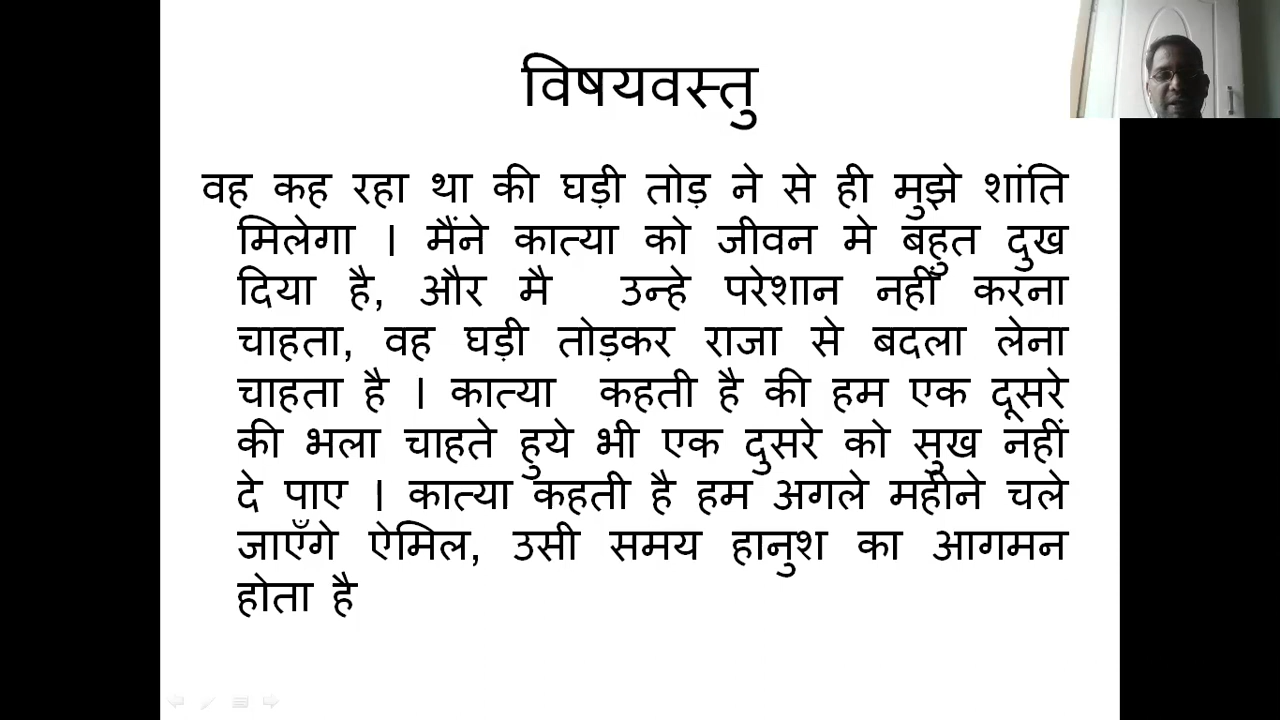 विषयवस्तु
वह कह रहा था की घड़ी तोड़ ने से ही मुझे शांति
मिलेगा । मैंने कात्या को जीवन मे बहुत दुख
दिया है, और मै उन्हे परेशान नहीं करना
चाहता, वह घड़ी तोड़कर राजा से बदला लेना
चाहता है । कात्या कहती है की हम एक दूसरे
की भला चाहते हुये भी एक दुसरे को सुख नहीं
दे पाए । कात्या कहती है हम अगले महीने चले
जाएँगे ऐमिल, उसी समय हानुश का आगमन
होता है